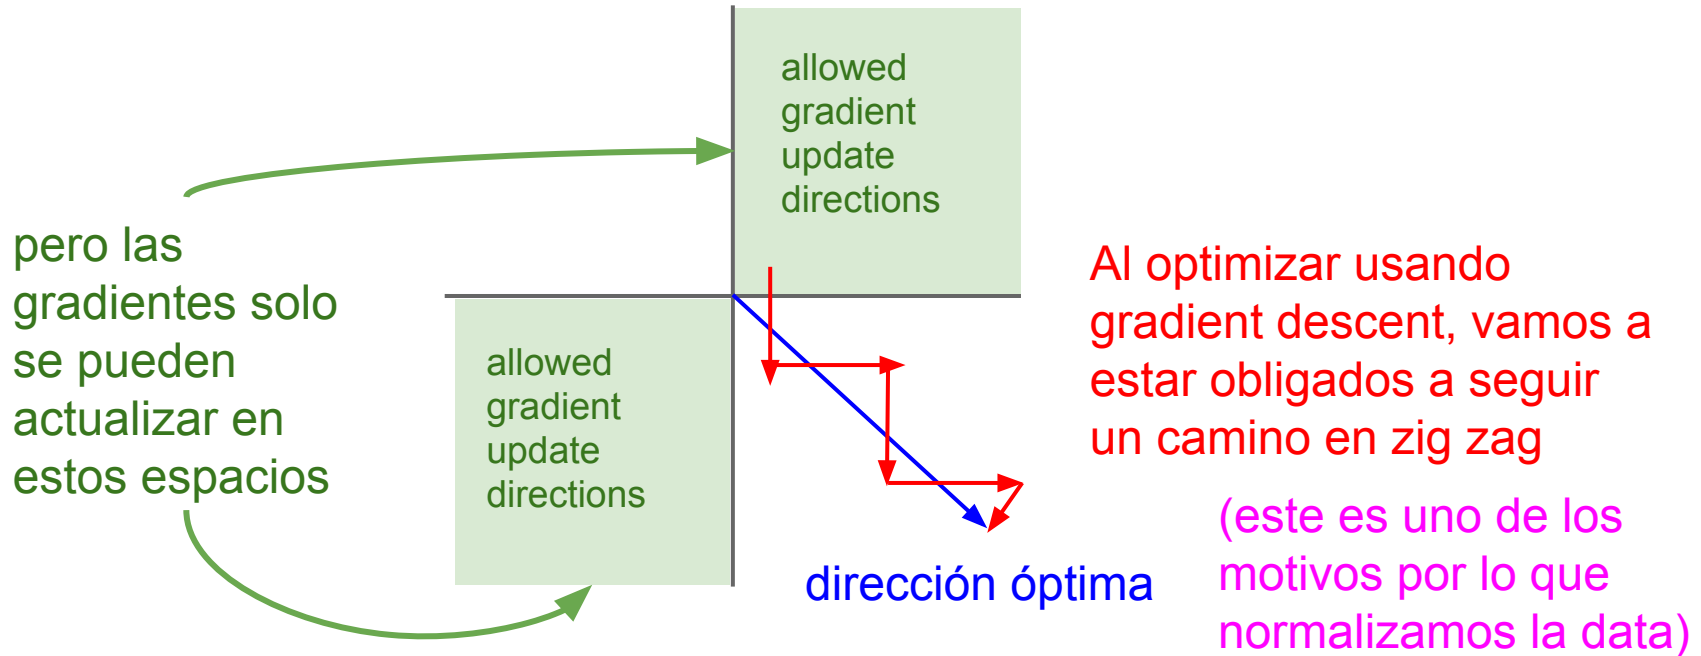 allowed
gradient
update
directions
pero las
gradientes solo
se pueden
actualizar en
estos espacios
allowed
gradient
update
directions
Al optimizar usando
gradient descent, vamos a
estar obligados a seguir
un camino en zig zag
dirección óptima
(este es uno de los
motivos por lo que
normalizamos la data)